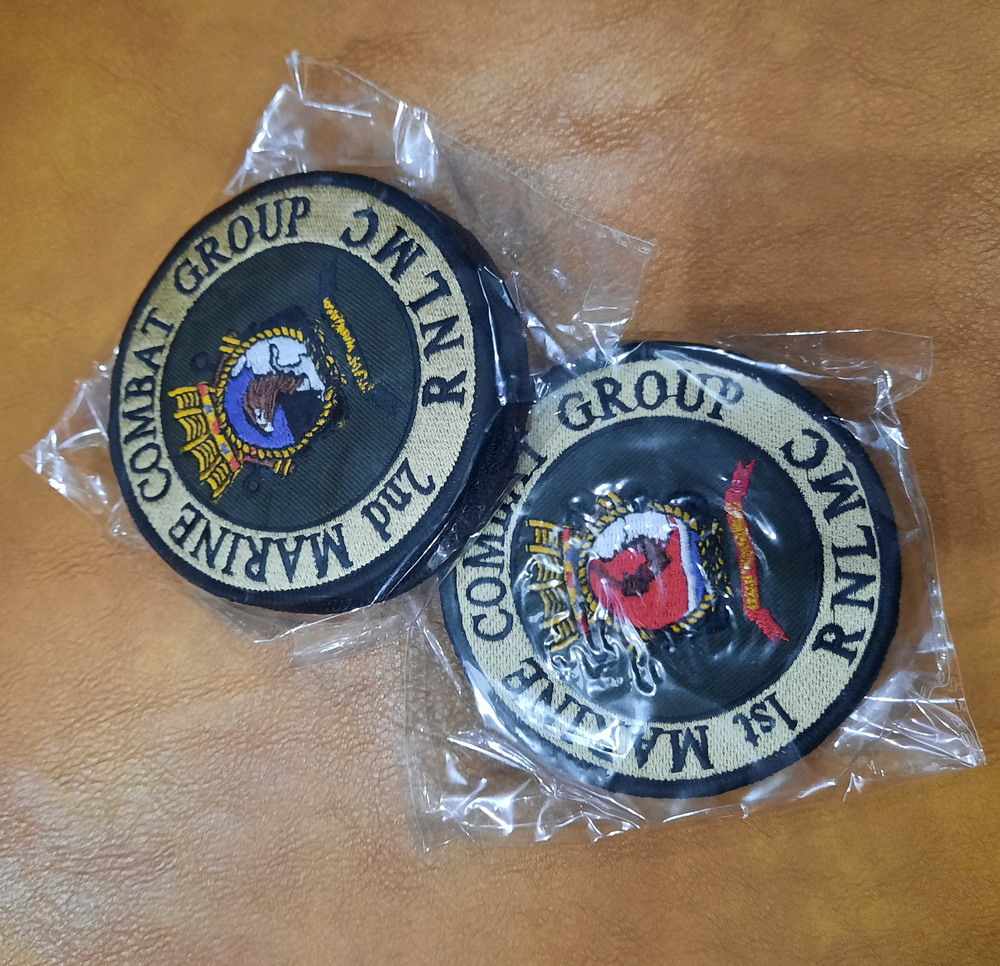 2nd MARINE COMBAT GROUP RNLMC
1st MARINE COMBAT GROUP RNLMC